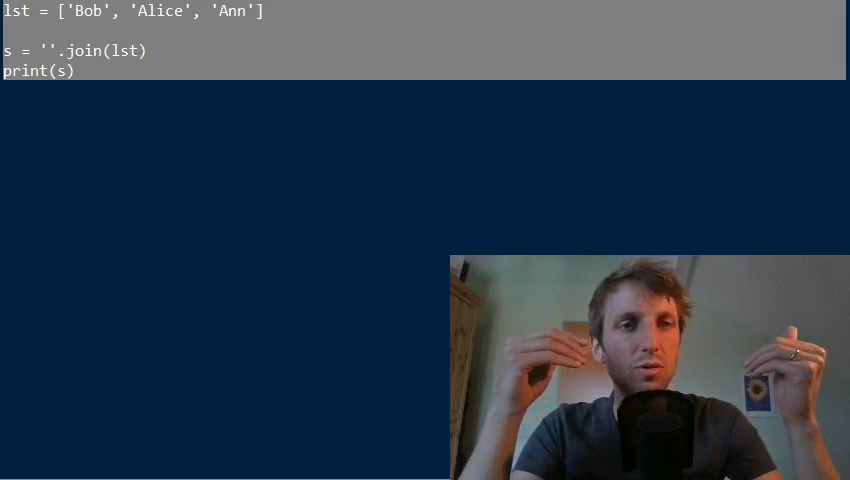 lst = ['Bob', 'Alice', 'Ann']
s = ''.join(lst)
print(s)